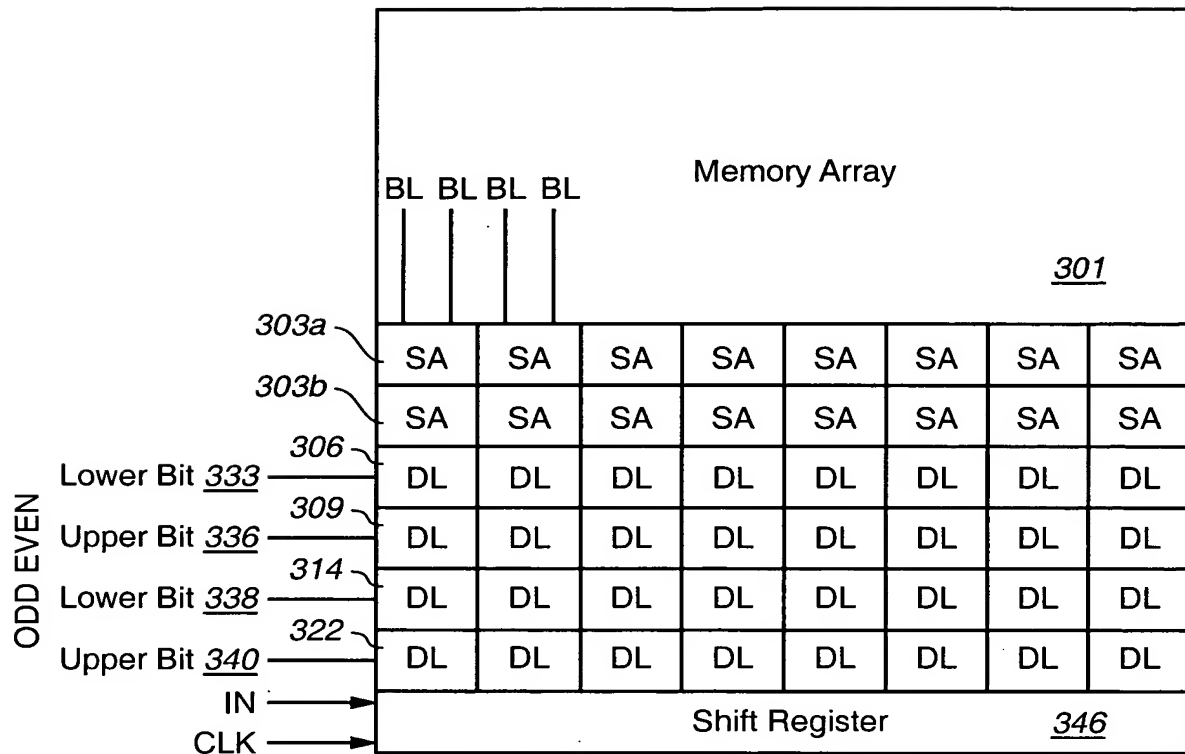 Memory Array
BL BL BL BL
301
303a
SA SA SA SA SA SA SA SA
303b
SA SA SA SA SA SA SA SA
306
Lower Bit 333
DL DL DL DL DL DL DL DL
309
Upper Bit 336
DL DL DL DL DL DL DL DL
314
Lower Bit 338
DL DL DL DL DL DL DL DL
322
Upper Bit 340
DL DL DL DL DL DL DL DL
ODD EVEN
IN
Shift Register 346
CLK